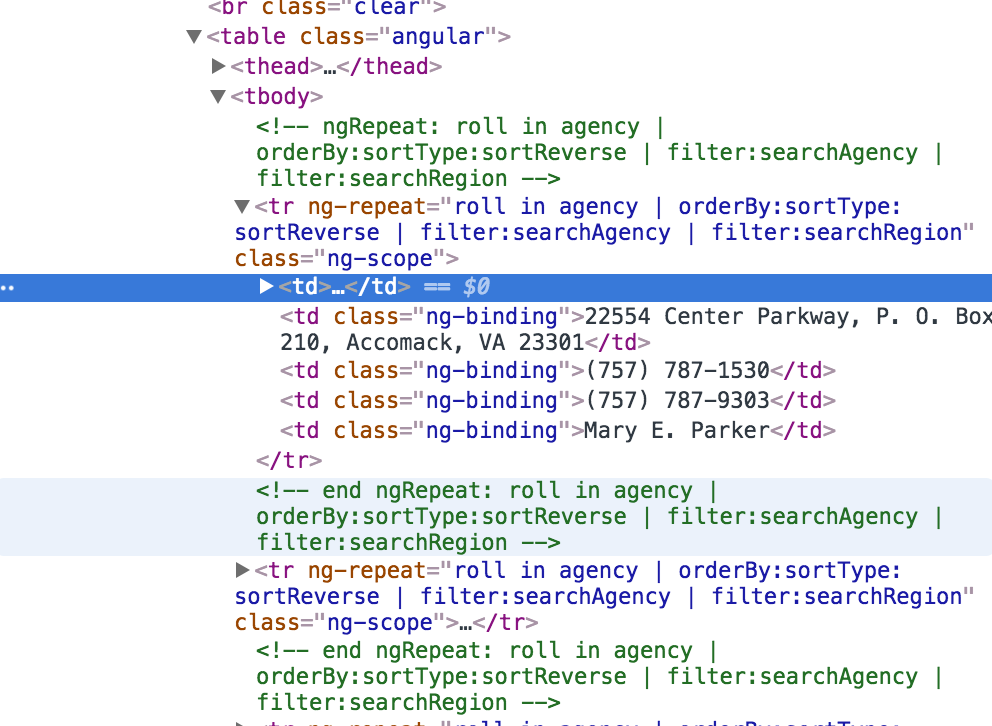 <br class="clear">
▼<table class="angular">
▶<thead>…</thead>
▼<tbody>
<!-- ngRepeat: roll in agency |
orderBy:sortType:sortReverse | filter:searchAgency |
filter:searchRegion -->
▼<tr ng-repeat="roll in agency | orderBy:sortType:
sortReverse | filter:searchAgency | filter:searchRegion"
class="ng-scope">
▶<td>…</td> == $0
<td class="ng-binding">22554 Center Parkway, P. O. Box
210, Accomack, VA 23301</td>
<td class="ng-binding">(757) 787-1530</td>
<td class="ng-binding">(757) 787-9303</td>
<td class="ng-binding">Mary E. Parker</td>
</tr>
<!-- end ngRepeat: roll in agency |
orderBy:sortType:sortReverse | filter:searchAgency |
filter:searchRegion -->
▶<tr ng-repeat="roll in agency | orderBy:sortType:
sortReverse | filter:searchAgency | filter:searchRegion"
class="ng-scope">…</tr>
<!-- end ngRepeat: roll in agency |
orderBy:sortType:sortReverse | filter:searchAgency |
filter:searchRegion -->